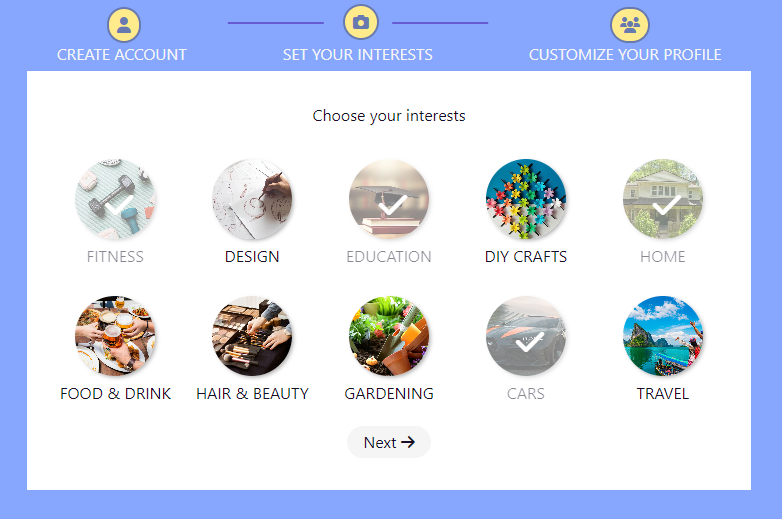 CREATE ACCOUNT SET YOUR INTERESTS CUSTOMIZE YOUR PROFILE
Choose your interests
FITNESS DESIGN EDUCATION DIY CRAFTS HOME
FOOD & DRINK HAIR & BEAUTY GARDENING CARS TRAVEL
Next